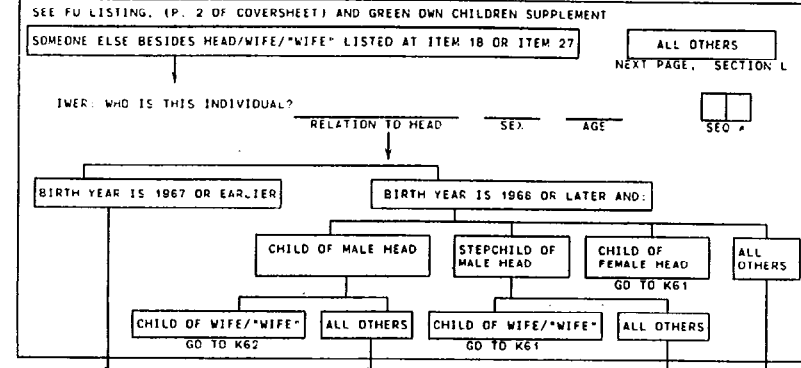 SEE FU LISTING, (P. 2 OF COVERSHEET) AND GREEN OWN CHILDREN SUPPLEMENT
SOMEONE ELSE BESIDES HEAD/WIFE/"WIFE" LISTED AT ITEM 18 OR ITEM 27
ALL OTHERS
NEXT PAGE, SECTION L
IWER: WHO IS THIS INDIVIDUAL?
RELATION TO HEAD SEX AGE SEQ #
BIRTH YEAR IS 1967 OR EARLIER
BIRTH YEAR IS 1966 OR LATER AND:
CHILD OF MALE HEAD
STEPCHILD OF
MALE HEAD
CHILD OF
FEMALE HEAD
GO TO K61
ALL
OTHERS
CHILD OF WIFE/"WIFE"
GO TO K62
ALL OTHERS
CHILD OF WIFE/"WIFE"
GO TO K61
ALL OTHERS